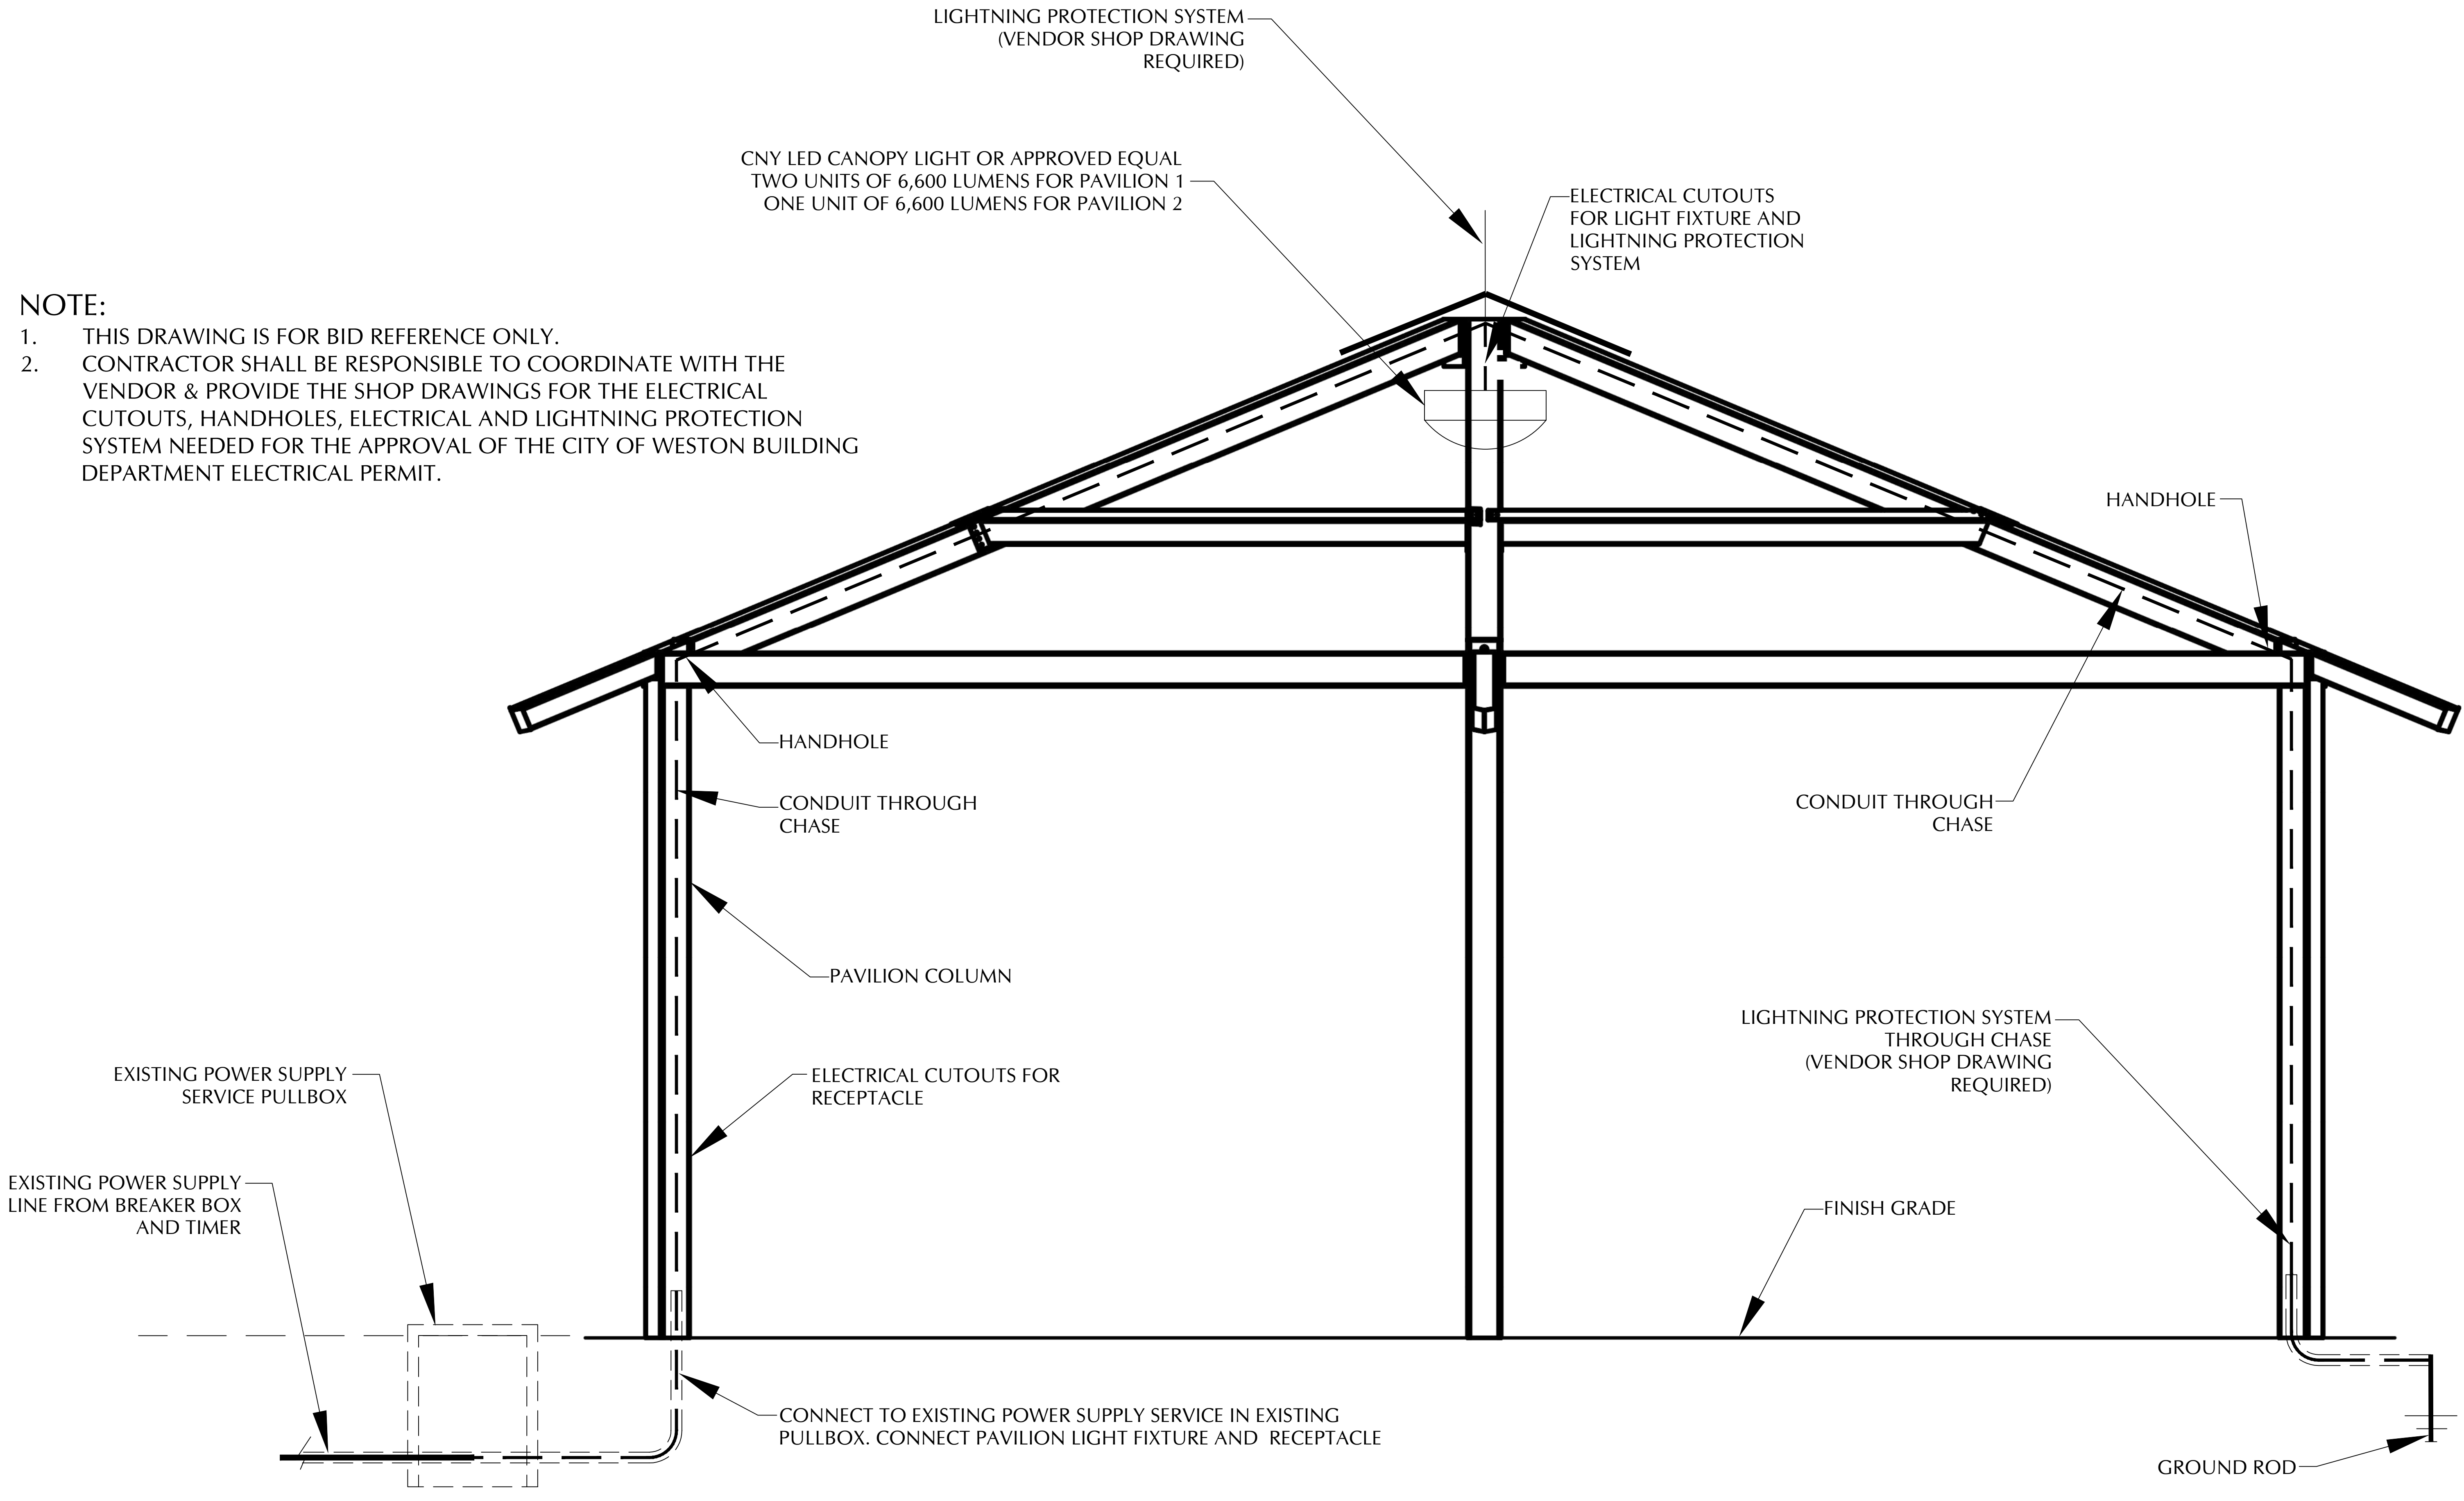 LIGHTNING PROTECTION SYSTEM
(VENDOR SHOP DRAWING
REQUIRED)
CNY LED CANOPY LIGHT OR APPROVED EQUAL
TWO UNITS OF 6,600 LUMENS FOR PAVILION 1
ONE UNIT OF 6,600 LUMENS FOR PAVILION 2
ELECTRICAL CUTOUTS
FOR LIGHT FIXTURE AND
LIGHTNING PROTECTION
SYSTEM
NOTE:
1. THIS DRAWING IS FOR BID REFERENCE ONLY.
2. CONTRACTOR SHALL BE RESPONSIBLE TO COORDINATE WITH THE
VENDOR & PROVIDE THE SHOP DRAWINGS FOR THE ELECTRICAL
CUTOUTS, HANDHOLES, ELECTRICAL AND LIGHTNING PROTECTION
SYSTEM NEEDED FOR THE APPROVAL OF THE CITY OF WESTON BUILDING
DEPARTMENT ELECTRICAL PERMIT.
HANDHOLE
HANDHOLE
CONDUIT THROUGH
CHASE
CONDUIT THROUGH
CHASE
PAVILION COLUMN
LIGHTNING PROTECTION SYSTEM
THROUGH CHASE
(VENDOR SHOP DRAWING
REQUIRED)
EXISTING POWER SUPPLY
SERVICE PULLBOX
ELECTRICAL CUTOUTS FOR
RECEPTACLE
EXISTING POWER SUPPLY
LINE FROM BREAKER BOX
AND TIMER
FINISH GRADE
CONNECT TO EXISTING POWER SUPPLY SERVICE IN EXISTING
PULLBOX. CONNECT PAVILION LIGHT FIXTURE AND RECEPTACLE
GROUND ROD